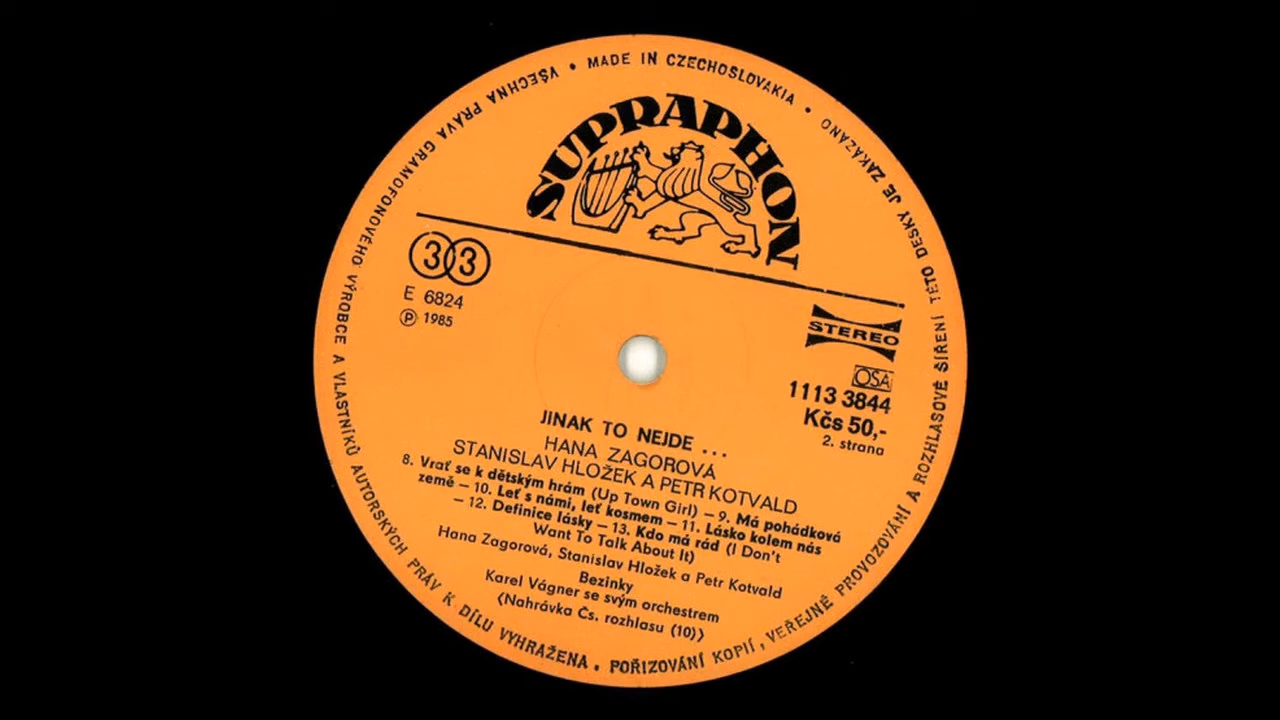 MADE IN CZECHOSLOVAKIA • VŠECHNA PRÁVA GRAMOFONOVÉHO VÝROBCE A VLASTNÍKŮ AUTORSKÝCH PRÁV K DÍLU VYHRAŽENA • POŘIZOVÁNÍ KOPIÍ, VEŘEJNÉ PROVOZOVÁNÍ A ROZHLASOVÉ ŠÍŘENÍ TÉTO DESKY JE ZAKÁZÁNO •
SUPRAPHON
33
E 6824
Ⓟ 1985
STEREO
OSA
1113 3844
Kčs 50,-
2. strana
JINAK TO NEJDE ...
HANA ZAGOROVÁ
STANISLAV HLOŽEK A PETR KOTVALD
8. Vrať se k dětským hrám (Up Town Girl) – 9. Má pohádková
země – 10. Leť s námi, leť kosmem – 11. Lásko kolem nás
– 12. Definice lásky – 13. Kdo má rád (I Don't
Want To Talk About It)
Hana Zagorová, Stanislav Hložek a Petr Kotvald
Bezinky
Karel Vágner se svým orchestrem
(Nahrávka Čs. rozhlasu (10))